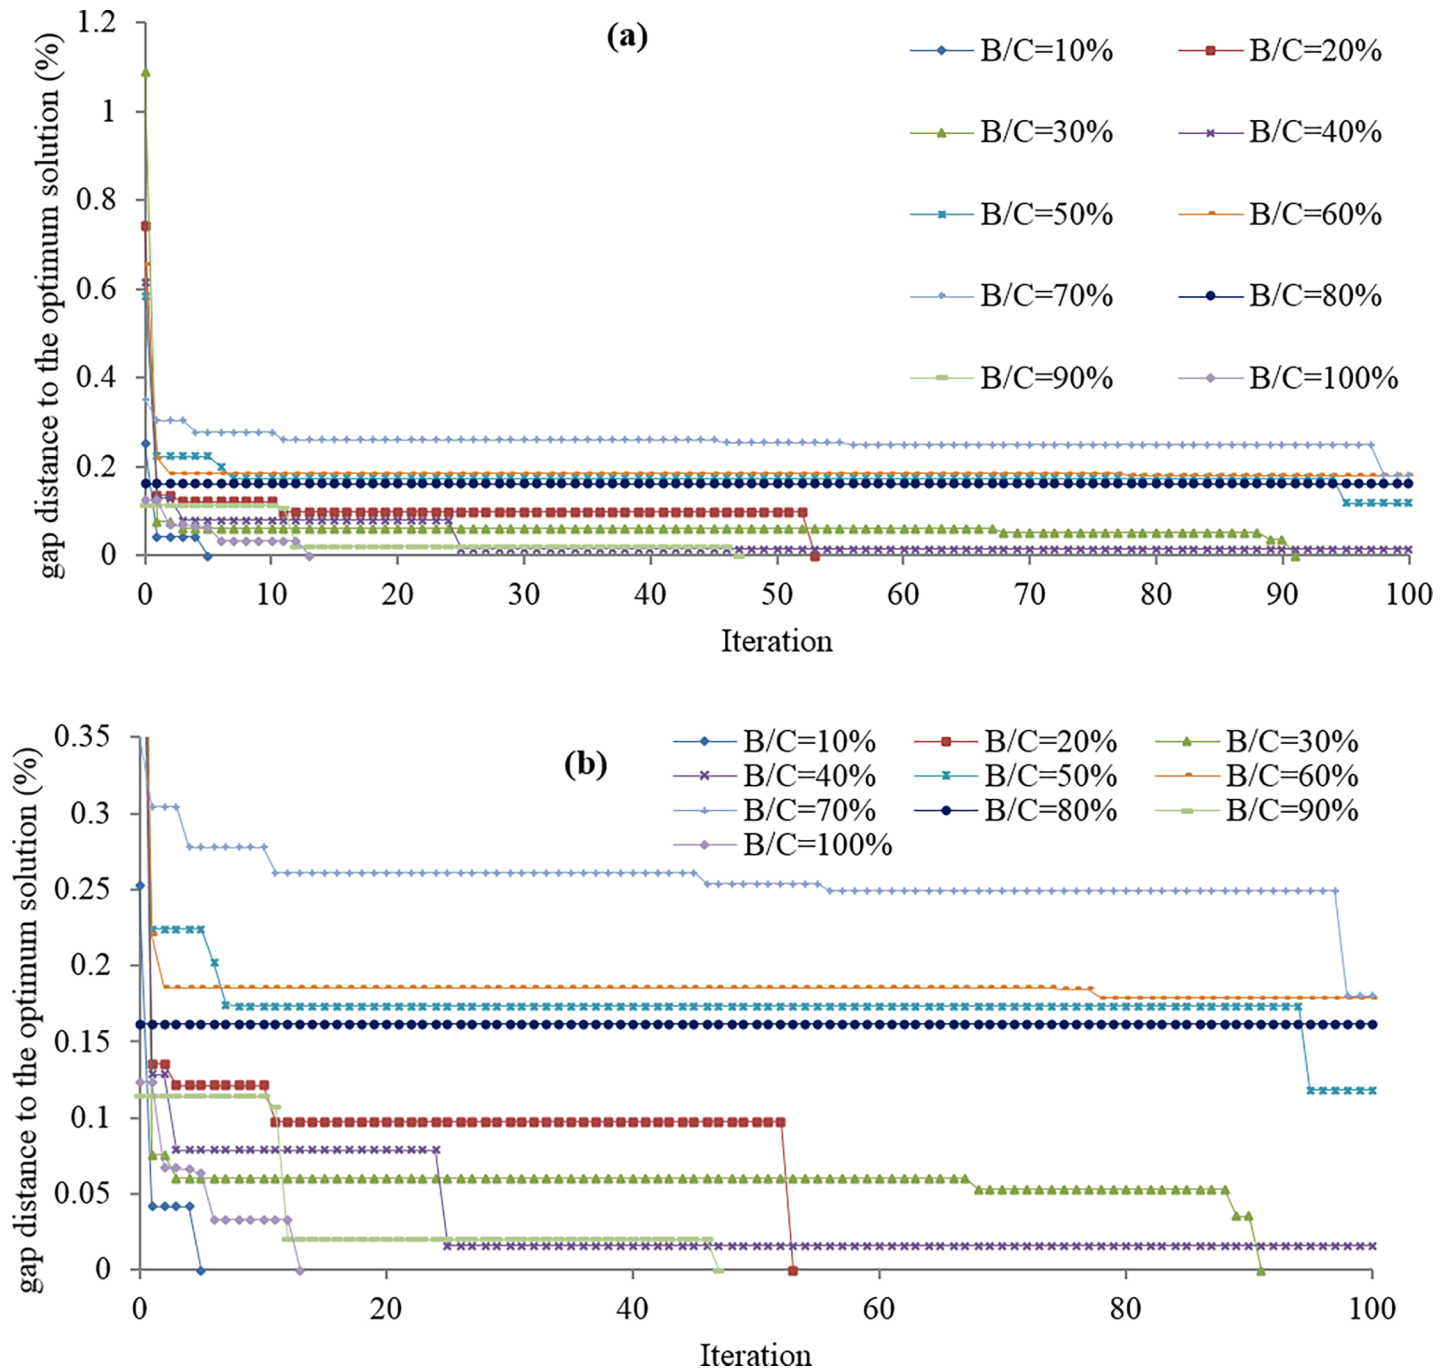 (a)
gap distance to the optimum solution (%)
1.2
1
0.8
0.6
0.4
0.2
0
0 10 20 30 40 50 60 70 80 90 100
Iteration
B/C=10% B/C=20%
B/C=30% B/C=40%
B/C=50% B/C=60%
B/C=70% B/C=80%
B/C=90% B/C=100%
(b)
gap distance to the optimum solution (%)
0.35
0.3
0.25
0.2
0.15
0.1
0.05
0
0 20 40 60 80 100
Iteration
B/C=10% B/C=20% B/C=30%
B/C=40% B/C=50% B/C=60%
B/C=70% B/C=80% B/C=90%
B/C=100%